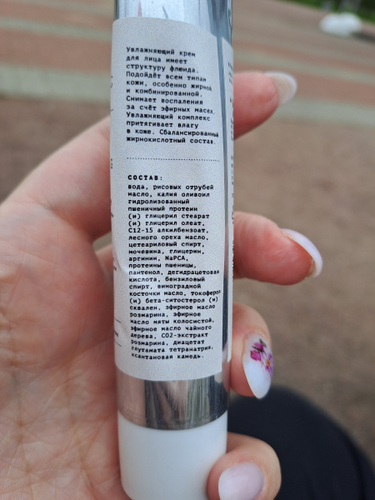 Увлажняющий крем
для лица имеет
структуру флюида.
Подойдёт всем типам
кожи, особенно жирной
и комбинированной.
Снимает воспаления
за счёт эфирных масел.
Увлажняющий комплекс
притягивает влагу
в коже. Сбалансированный
жирнокислотный состав.
СОСТАВ:
вода, рисовых отрубей
масло, калия оливоил
гидролизованный
пшеничный протеин
(и) глицерил стеарат
(и) глицерил олеат,
C12-15 алкилбензоат,
лесного ореха масло,
цетеариловый спирт,
мочевина, глицерин,
аргинин, NaPCA,
протеины пшеницы,
пантенол, дегидрацетовая
кислота, бензиловый
спирт, виноградной
косточки масло, токоферол
(и) бета-ситостерол (и)
сквален, эфирное масло
розмарина, эфирное
масло мяты колосистой,
эфирное масло чайного
дерева, CO2-экстракт
розмарина, диацетат
глутамата тетранатрия,
ксантановая камедь.